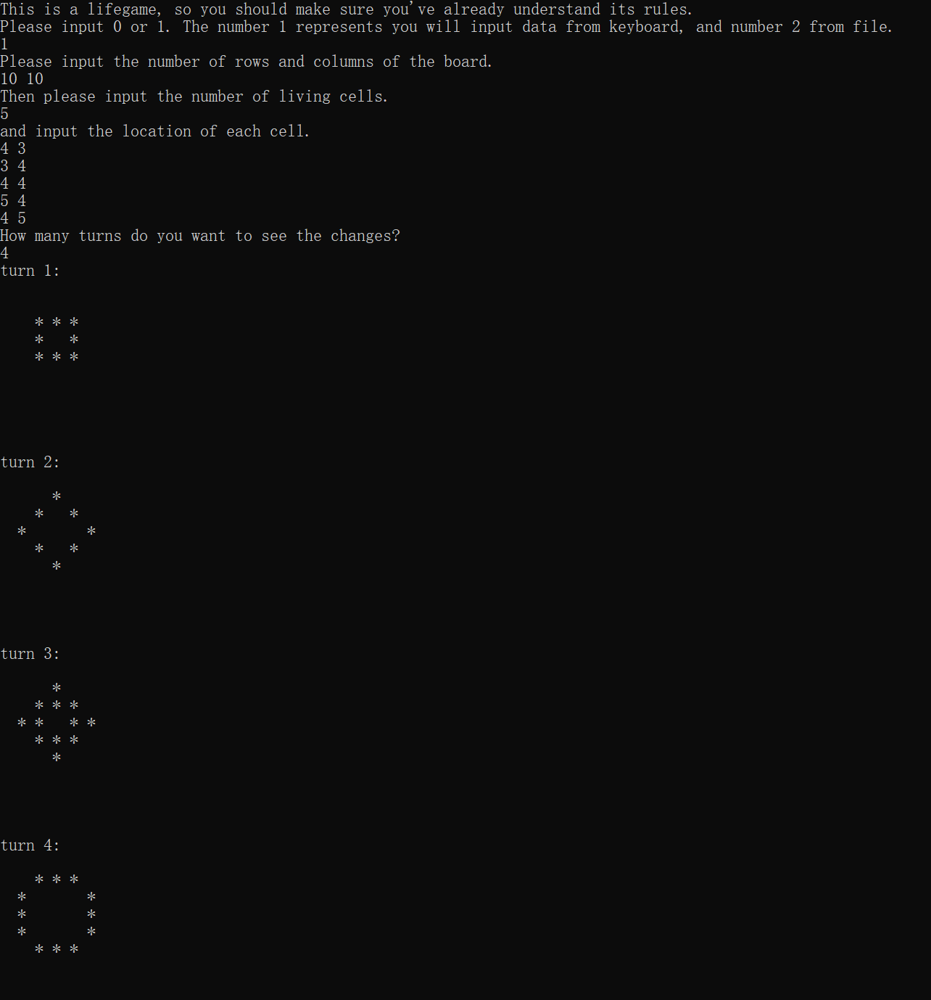 This is a lifegame, so you should make sure you've already understand its rules.
Please input 0 or 1. The number 1 represents you will input data from keyboard, and number 2 from file.
1
Please input the number of rows and columns of the board.
10 10
Then please input the number of living cells.
5
and input the location of each cell.
4 3
3 4
4 4
5 4
4 5
How many turns do you want to see the changes?
4
turn 1:
    * * *
    *   *
    * * *
turn 2:
      *
    *   *
  *       *
    *   *
      *
turn 3:
      *
    * * *
  * *   * *
    * * *
      *
turn 4:
    * * *
  *       *
  *       *
  *       *
    * * *